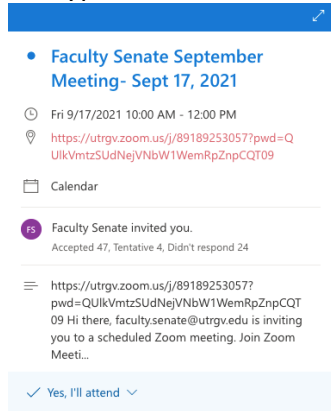 Faculty Senate September
Meeting- Sept 17, 2021
Fri 9/17/2021 10:00 AM - 12:00 PM
https://utrgv.zoom.us/j/89189253057?pwd=Q
UlkVmtzSUdNejVNbW1WemRpZnpCQT09
Calendar
FS
Faculty Senate invited you.
Accepted 47, Tentative 4, Didn't respond 24
https://utrgv.zoom.us/j/89189253057?
pwd=QUlkVmtzSUdNejVNbW1WemRpZnpCQT
09 Hi there, faculty.senate@utrgv.edu is inviting
you to a scheduled Zoom meeting. Join Zoom
Meeti...
Yes, I'll attend